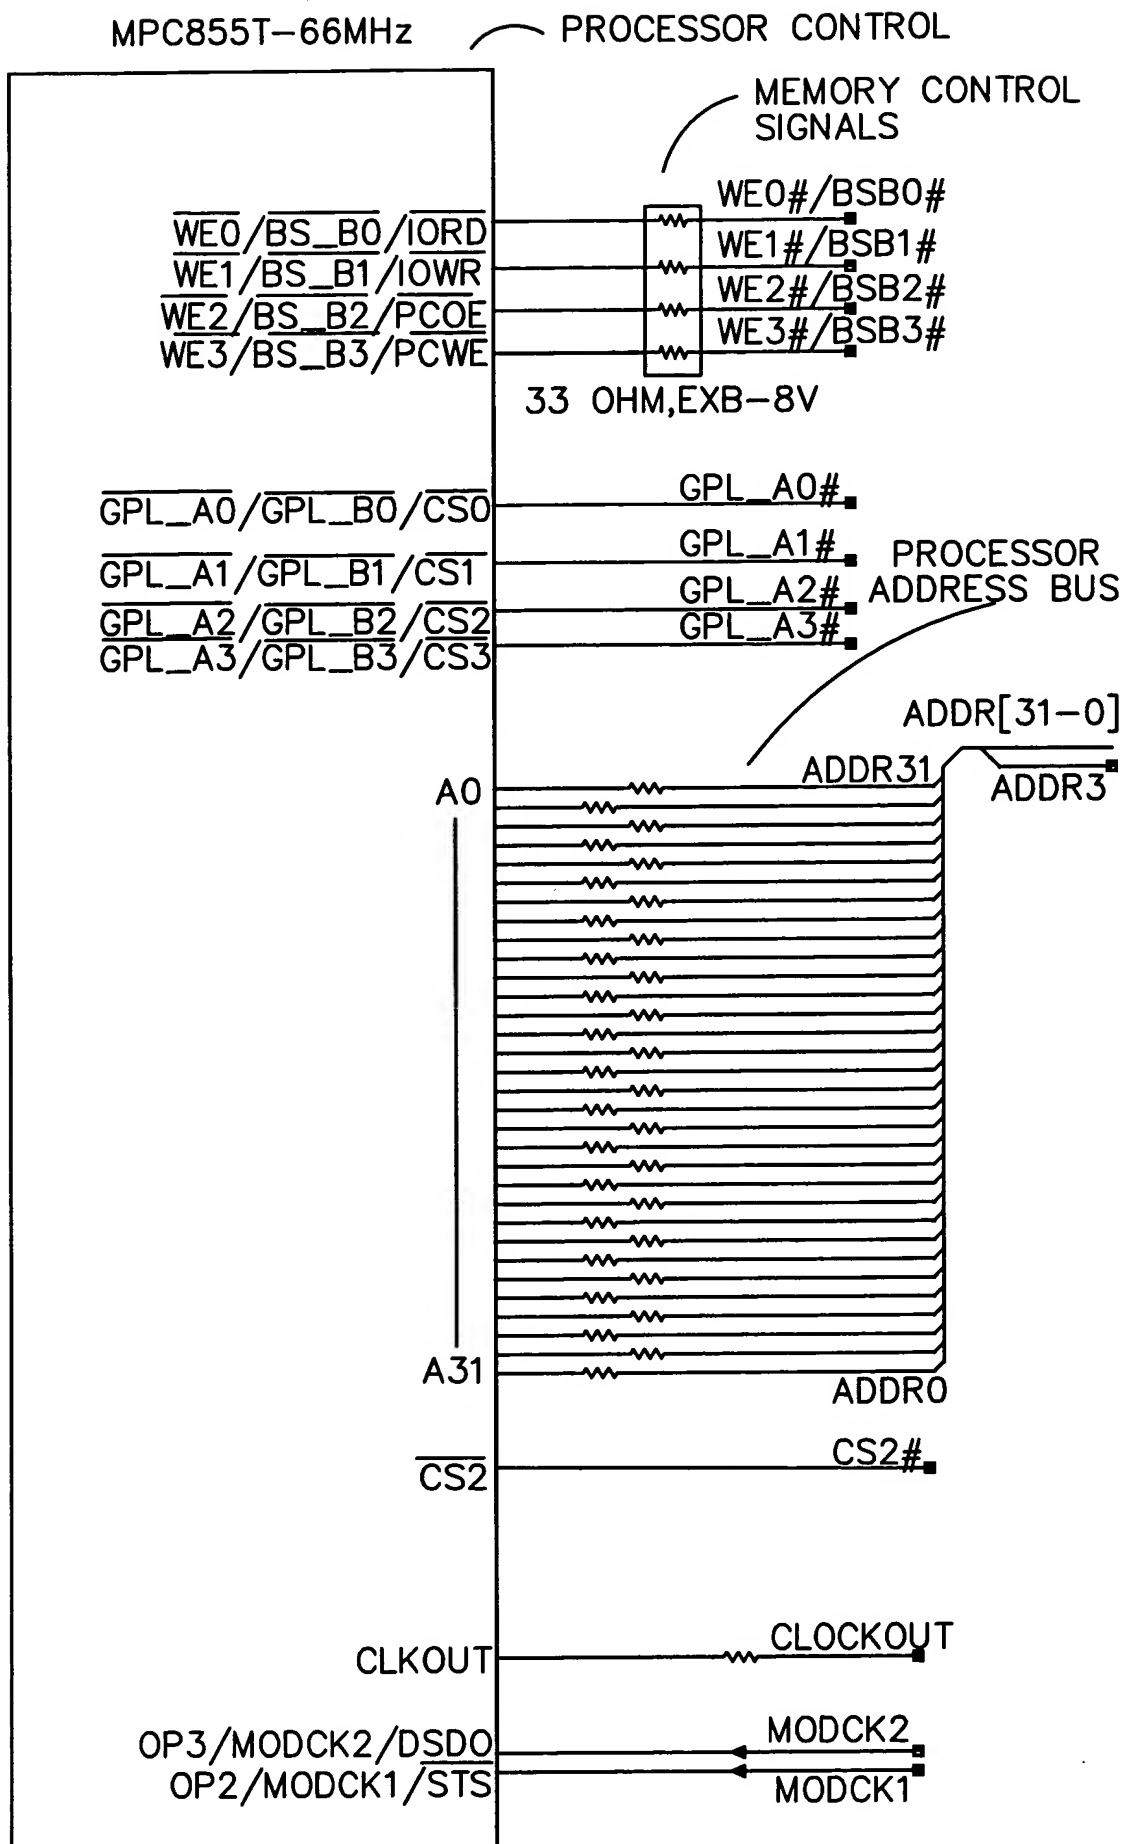 MPC855T-66MHz
PROCESSOR CONTROL
MEMORY CONTROL
SIGNALS
WE0/BS_B0/IORD
WE0#/BSB0#
WE1/BS_B1/IOWR
WE1#/BSB1#
WE2/BS_B2/PCOE
WE2#/BSB2#
WE3/BS_B3/PCWE
WE3#/BSB3#
33 OHM,EXB-8V
GPL_A0/GPL_B0/CS0
GPL_A0#
GPL_A1/GPL_B1/CS1
GPL_A1#
PROCESSOR
ADDRESS BUS
GPL_A2/GPL_B2/CS2
GPL_A2#
GPL_A3/GPL_B3/CS3
GPL_A3#
ADDR[31-0]
A0
ADDR31
ADDR3
A31
ADDR0
CS2
CS2#
CLKOUT
CLOCKOUT
OP3/MODCK2/DSDO
MODCK2
OP2/MODCK1/STS
MODCK1